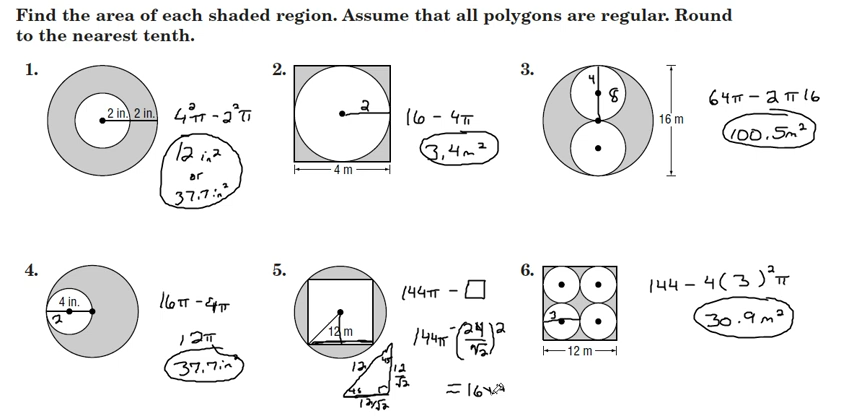 Find the area of each shaded region. Assume that all polygons are regular. Round
to the nearest tenth.
1.
2 in. 2 in.
4²π - 2²π
12 in²
or
37.7 in²
2.
2
4 m
16 - 4π
3.4 m²
3.
4
8
16 m
64π - 2π16
100.5 m²
4.
4 in.
2
16π - 4π
12π
37.7 in²
5.
12 m
144π - □
144π - (24/√2)²
12
45
45
12/√2
12/√2
6.
3
12 m
144 - 4(3)²π
30.9 m²